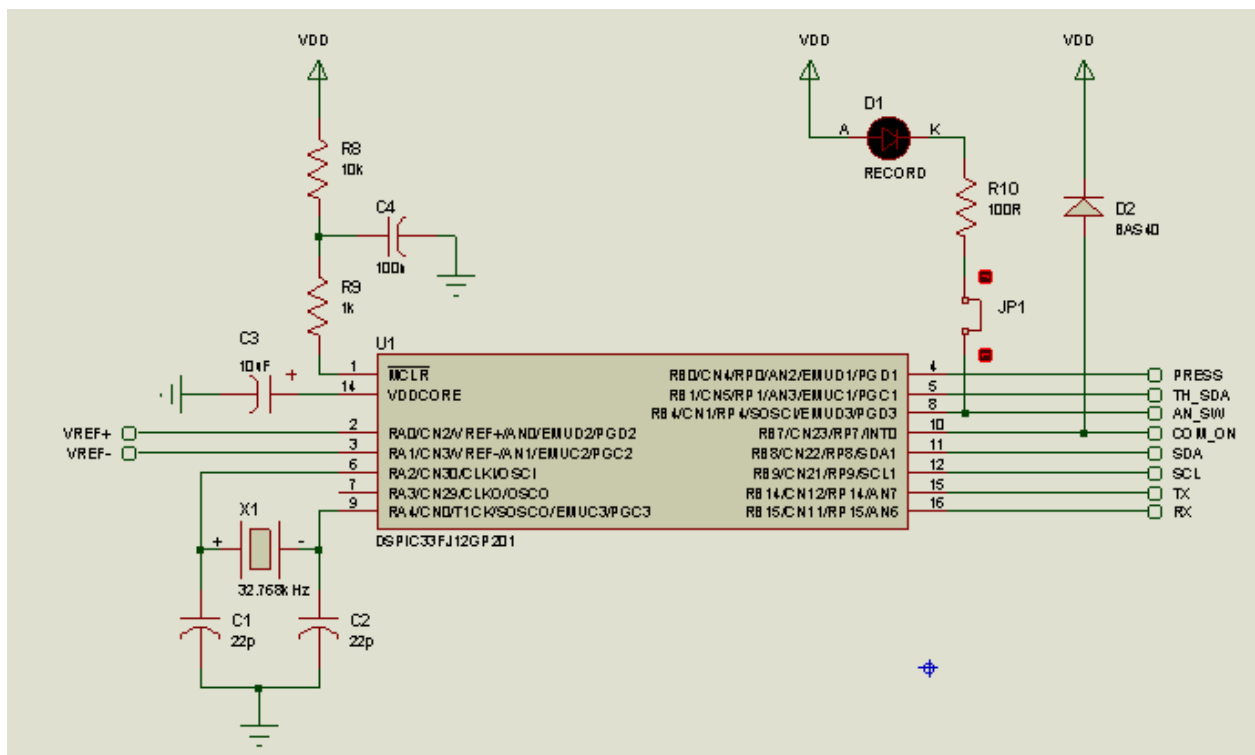 VDD
VDD
VDD
R8
10k
C4
100n
R9
1k
C3
10uF
+
D1
A
K
RECORD
R10
100R
D2
BAS40
JP1
U1
1
MCLR
14
VDDCORE
VREF+
2
RA0/CN2/VREF+/AN0/EMUD2/PGD2
VREF-
3
RA1/CN3/VREF-/AN1/EMUC2/PGC2
6
RA2/CN30/CLKI/OSCI
7
RA3/CN29/CLKO/OSCO
9
RA4/CN0/T1CK/SOSCO/EMUC3/PGC3
RB0/CN4/RP0/AN2/EMUD1/PGD1
4
PRESS
RB1/CN5/RP1/AN3/EMUC1/PGC1
5
TH_SDA
RB4/CN1/RP4/SOSCI/EMUD3/PGD3
8
AN_SW
RB7/CN23/RP7/INT0
10
COM_ON
RB8/CN22/RP8/SDA1
11
SDA
RB9/CN21/RP9/SCL1
12
SCL
RB14/CN12/RP14/AN7
15
TX
RB15/CN11/RP15/AN6
16
RX
DSPIC33FJ12GP201
X1
+
-
32.768kHz
C1
22p
C2
22p